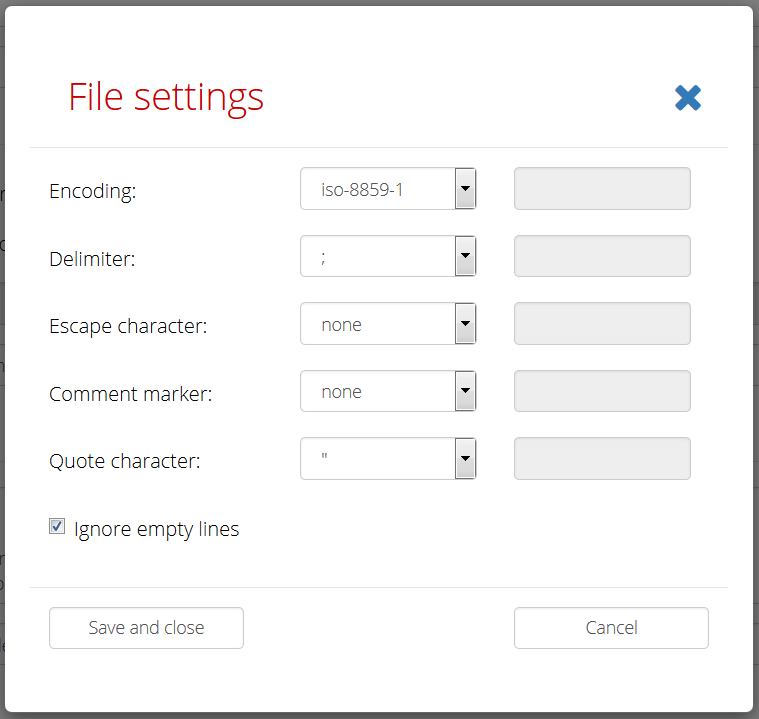 File settings
Encoding: iso-8859-1
Delimiter: ;
Escape character: none
Comment marker: none
Quote character: "
Ignore empty lines
Save and close Cancel